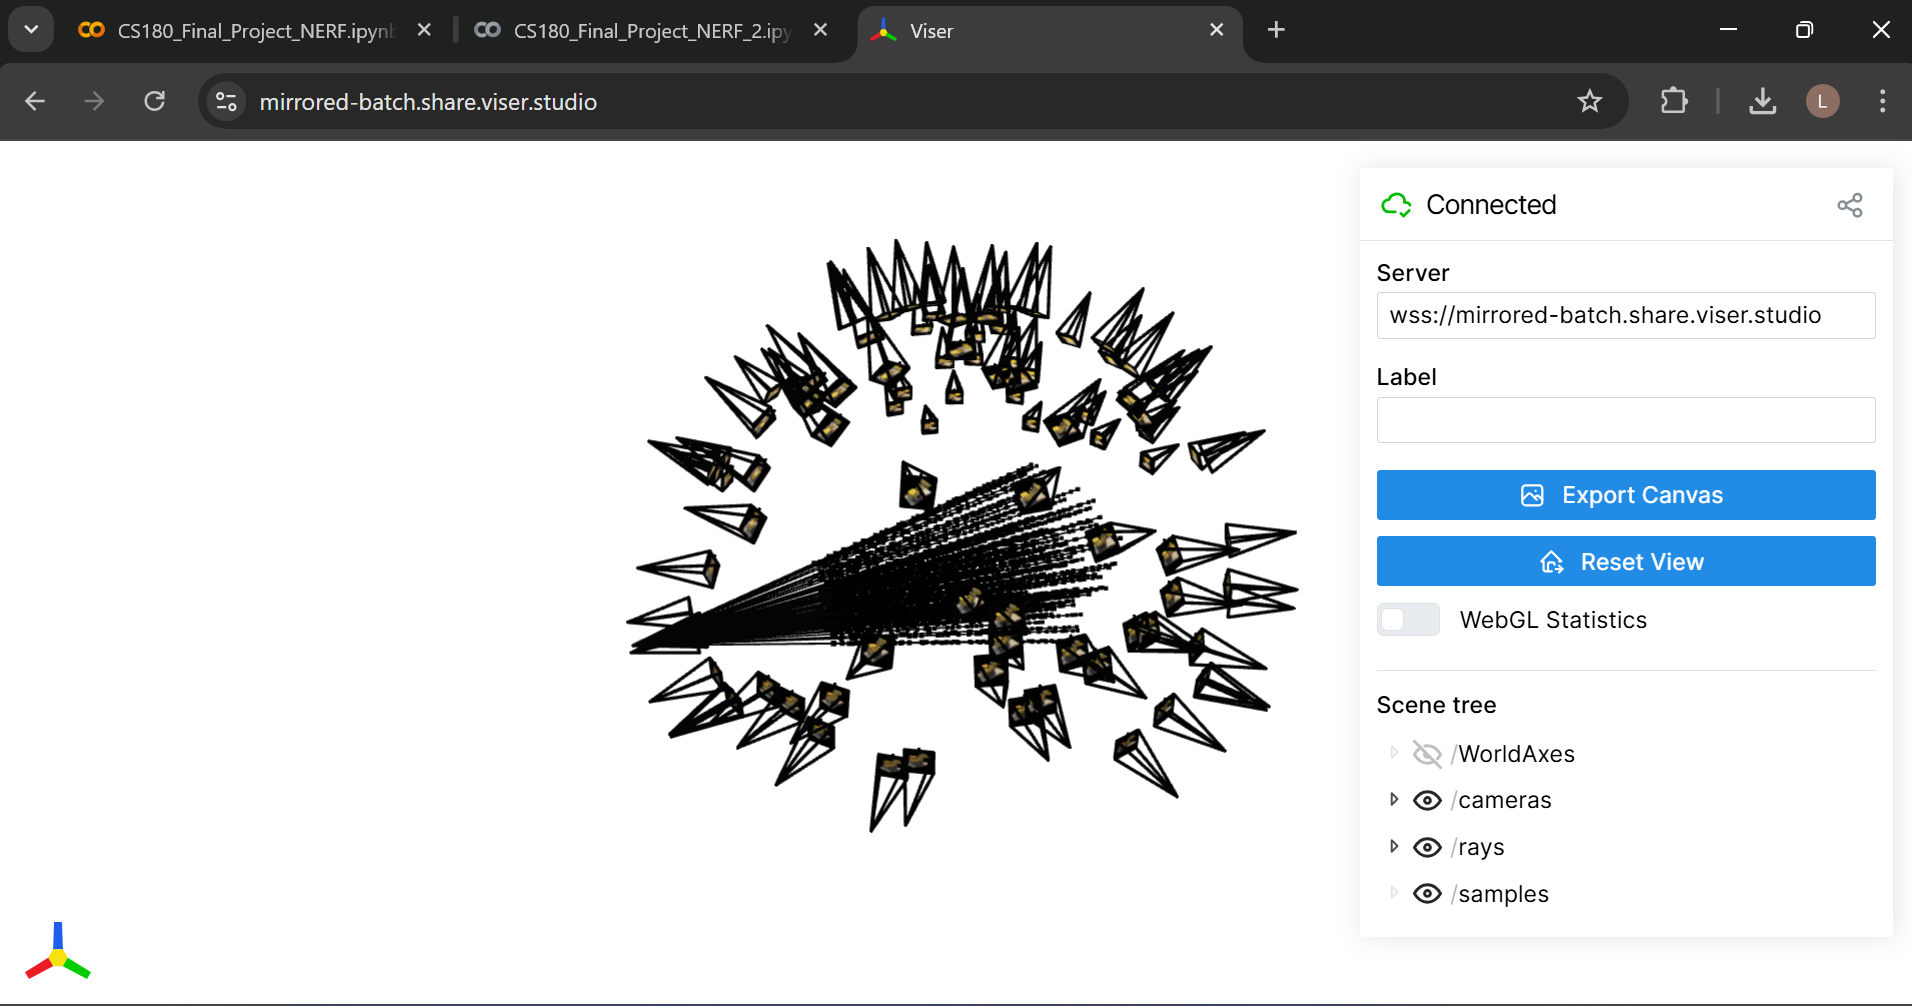 CS180_Final_Project_NERF.ipynb
CS180_Final_Project_NERF_2.ipy
Viser
mirrored-batch.share.viser.studio
L
Connected
Server
wss://mirrored-batch.share.viser.studio
Label
Export Canvas
Reset View
WebGL Statistics
Scene tree
/WorldAxes
/cameras
/rays
/samples